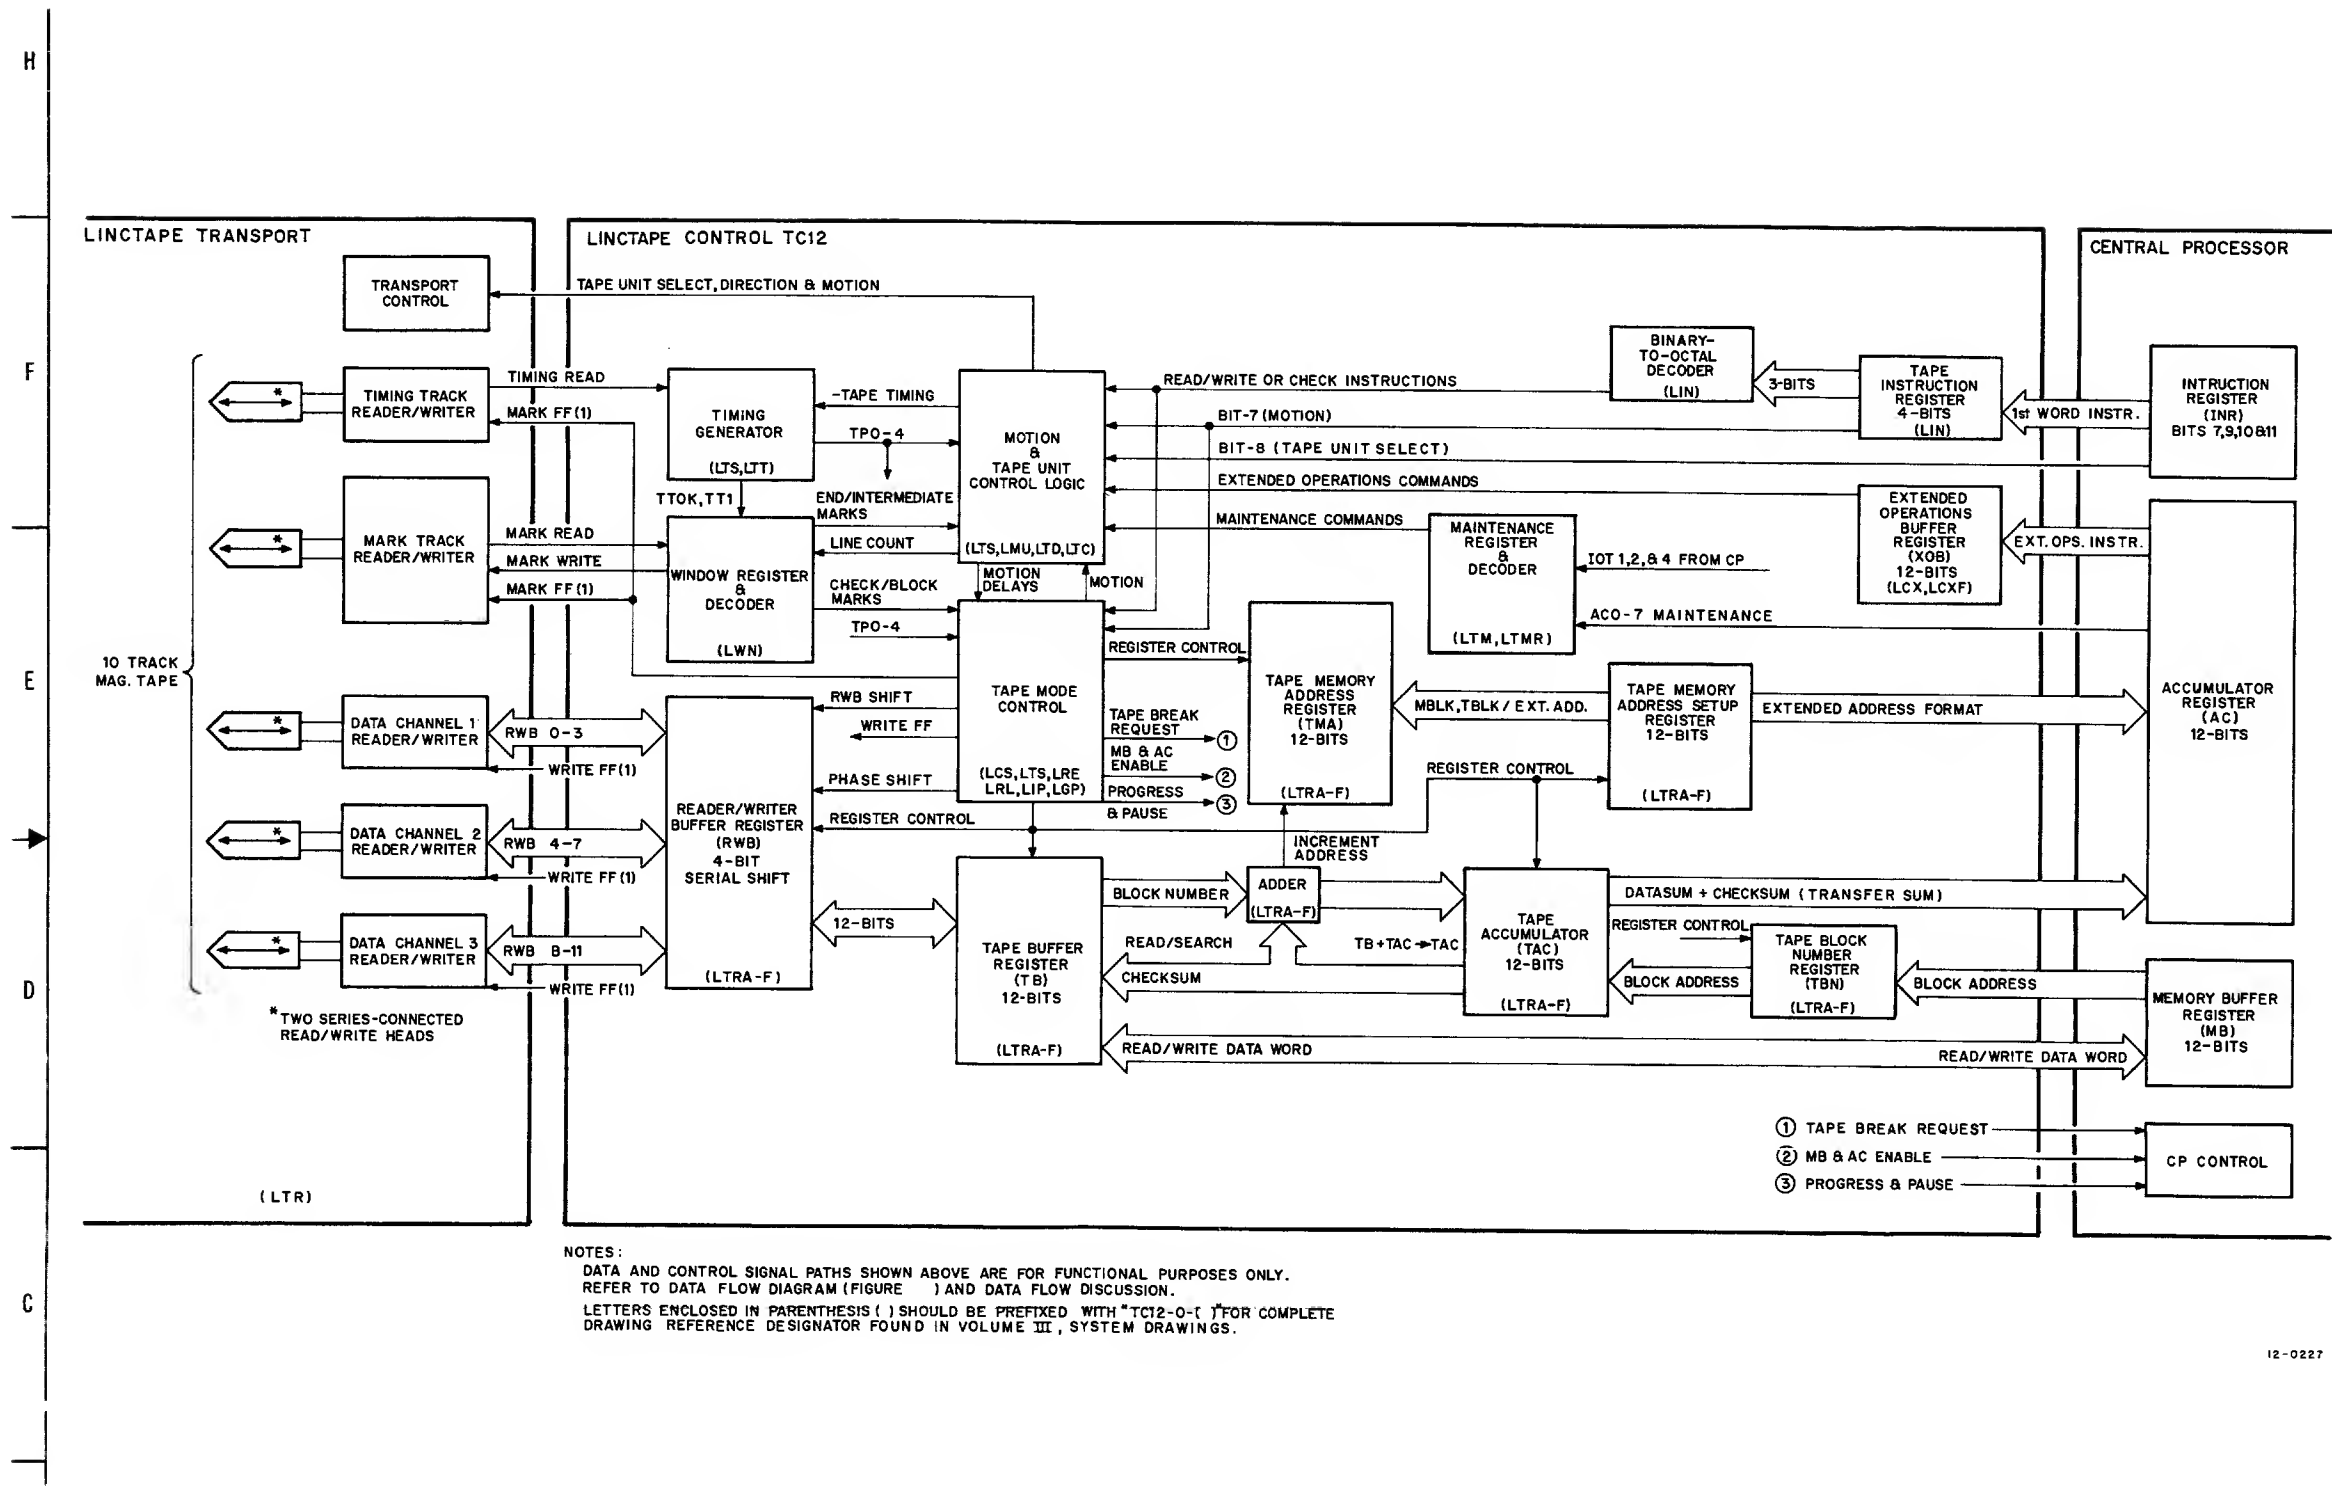 H
F
E
D
C
LINCTAPE TRANSPORT
TRANSPORT
CONTROL
*
TIMING TRACK
READER/WRITER
*
MARK TRACK
READER/WRITER
10 TRACK
MAG. TAPE
*
DATA CHANNEL 1
READER/WRITER
*
DATA CHANNEL 2
READER/WRITER
*
DATA CHANNEL 3
READER/WRITER
*TWO SERIES-CONNECTED
READ/WRITE HEADS
(LTR)
TIMING READ
MARK FF(1)
MARK READ
MARK WRITE
MARK FF(1)
RWB 0-3
WRITE FF(1)
RWB 4-7
WRITE FF(1)
RWB 8-11
WRITE FF(1)
LINCTAPE CONTROL TC12
TAPE UNIT SELECT, DIRECTION & MOTION
TIMING
GENERATOR
(LTS,LTT)
TTOK,TT1
WINDOW REGISTER
&
DECODER
(LWN)
READER/WRITER
BUFFER REGISTER
(RWB)
4-BIT
SERIAL SHIFT
(LTRA-F)
-TAPE TIMING
TPO-4
END/INTERMEDIATE
MARKS
LINE COUNT
CHECK/BLOCK
MARKS
TPO-4
RWB SHIFT
WRITE FF
PHASE SHIFT
REGISTER CONTROL
12-BITS
MOTION
&
TAPE UNIT
CONTROL LOGIC
(LTS,LMU,LTD,LTC)
MOTION
DELAYS
MOTION
TAPE MODE
CONTROL
(LCS,LTS,LRE
LRL,LIP,LGP)
TAPE BUFFER
REGISTER
(TB)
12-BITS
(LTRA-F)
READ/WRITE OR CHECK INSTRUCTIONS
BIT-7 (MOTION)
BIT-8 (TAPE UNIT SELECT)
EXTENDED OPERATIONS COMMANDS
MAINTENANCE COMMANDS
REGISTER CONTROL
TAPE BREAK
REQUEST
1
MB & AC
ENABLE
2
PROGRESS
& PAUSE
3
TAPE MEMORY
ADDRESS
REGISTER
(TMA)
12-BITS
(LTRA-F)
INCREMENT
ADDRESS
BLOCK NUMBER
ADDER
(LTRA-F)
READ/SEARCH
CHECKSUM
TB+TAC→TAC
READ/WRITE DATA WORD
READ/WRITE DATA WORD
BINARY-
TO-OCTAL
DECODER
(LIN)
3-BITS
TAPE
INSTRUCTION
REGISTER
4-BITS
(LIN)
1st WORD INSTR.
MAINTENANCE
REGISTER
&
DECODER
(LTM,LTMR)
IOT 1,2,& 4 FROM CP
ACO-7 MAINTENANCE
EXTENDED
OPERATIONS
BUFFER
REGISTER
(XOB)
12-BITS
(LCX,LCXF)
EXT. OPS. INSTR.
MBLK,TBLK/ EXT. ADD.
TAPE MEMORY
ADDRESS SETUP
REGISTER
12-BITS
(LTRA-F)
EXTENDED ADDRESS FORMAT
REGISTER CONTROL
TAPE
ACCUMULATOR
(TAC)
12-BITS
(LTRA-F)
DATASUM + CHECKSUM (TRANSFER SUM)
REGISTER CONTROL
BLOCK ADDRESS
TAPE BLOCK
NUMBER
REGISTER
(TBN)
(LTRA-F)
BLOCK ADDRESS
1 TAPE BREAK REQUEST
2 MB & AC ENABLE
3 PROGRESS & PAUSE
CENTRAL PROCESSOR
INTRUCTION
REGISTER
(INR)
BITS 7,9,10&11
ACCUMULATOR
REGISTER
(AC)
12-BITS
MEMORY BUFFER
REGISTER
(MB)
12-BITS
CP CONTROL
NOTES:
DATA AND CONTROL SIGNAL PATHS SHOWN ABOVE ARE FOR FUNCTIONAL PURPOSES ONLY.
REFER TO DATA FLOW DIAGRAM (FIGURE ) AND DATA FLOW DISCUSSION.
LETTERS ENCLOSED IN PARENTHESIS ( ) SHOULD BE PREFIXED WITH "TC12-0-( )" FOR COMPLETE
DRAWING REFERENCE DESIGNATOR FOUND IN VOLUME III, SYSTEM DRAWINGS.
12-0227